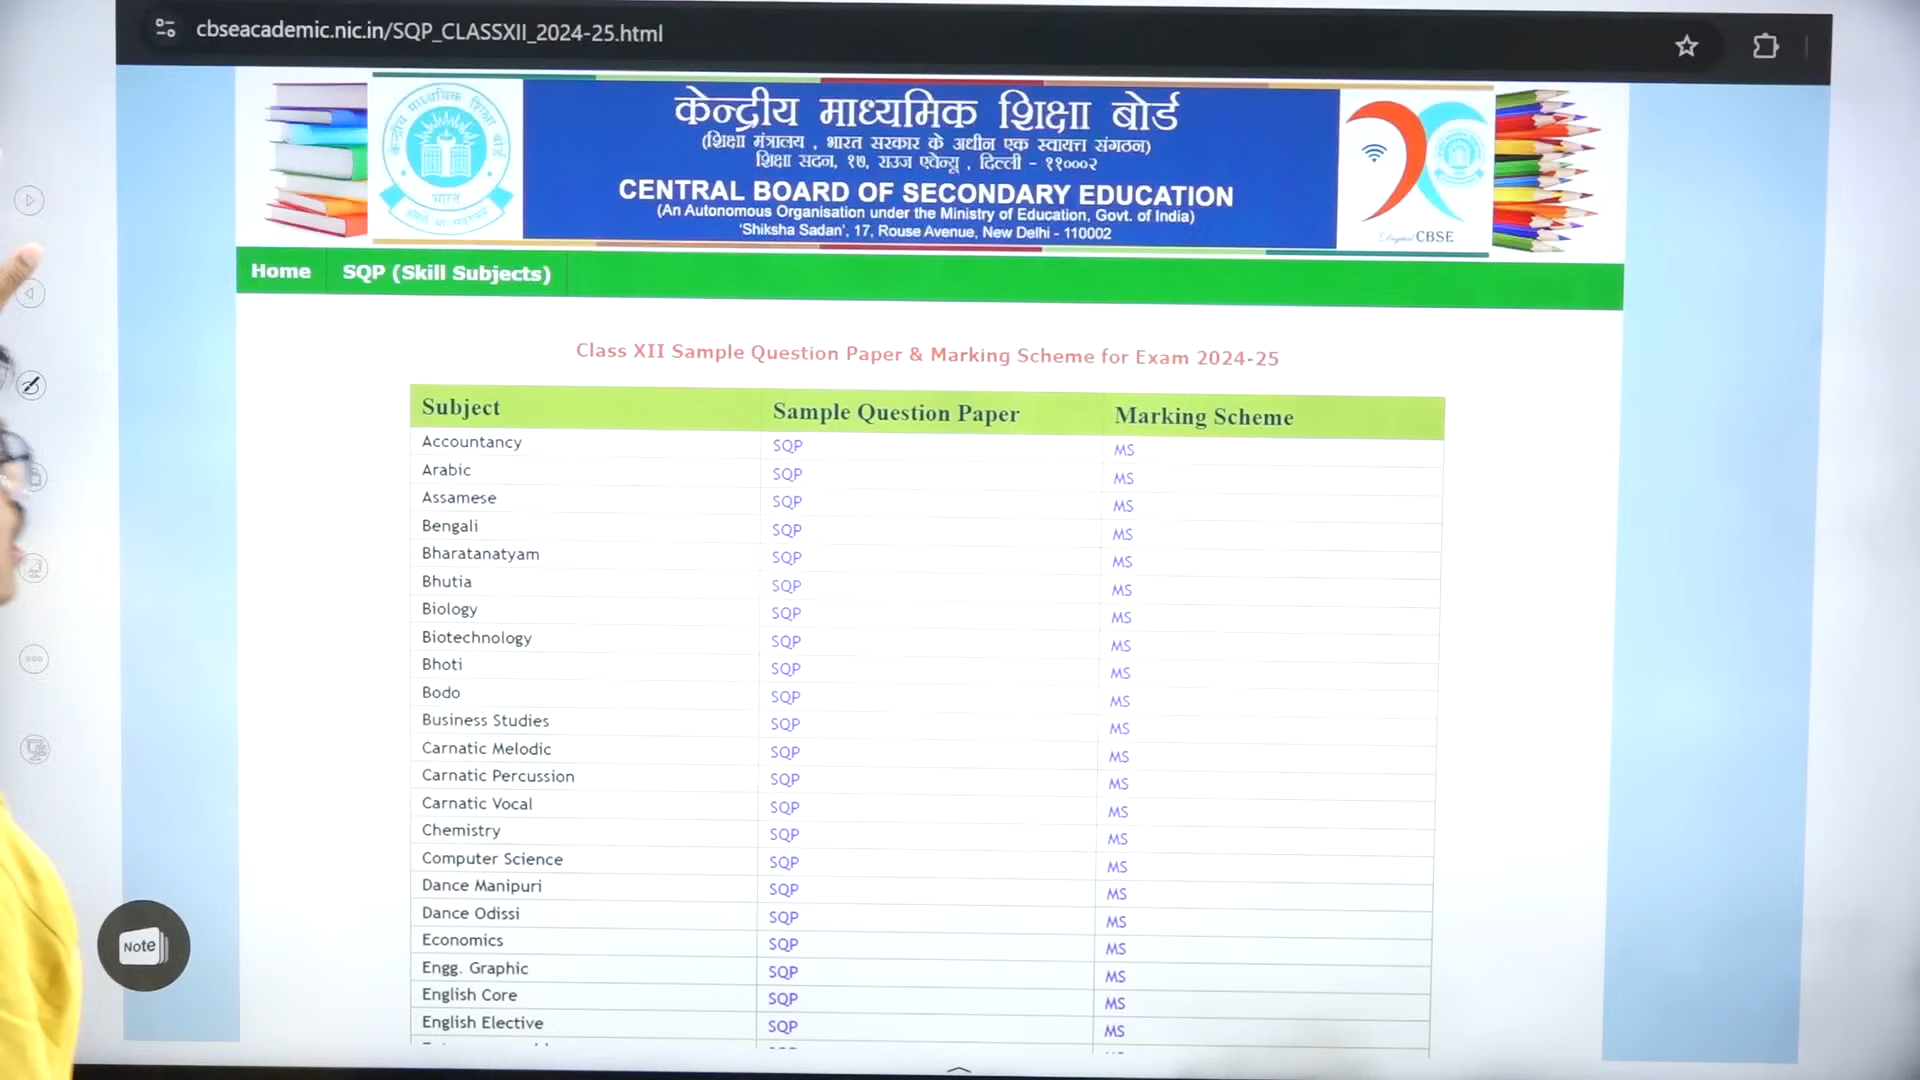 cbseacademic.nic.in/SQP_CLASSXII_2024-25.html
केन्द्रीय माध्यमिक शिक्षा बोर्ड
(शिक्षा मंत्रालय , भारत सरकार के अधीन एक स्वायत्त संगठन)
शिक्षा सदन, १७, राउज एवेन्यू , दिल्ली - ११०००२
CENTRAL BOARD OF SECONDARY EDUCATION
(An Autonomous Organisation under the Ministry of Education, Govt. of India)
'Shiksha Sadan', 17, Rouse Avenue, New Delhi - 110002
भारत
Digital CBSE
Home SQP (Skill Subjects)
Class XII Sample Question Paper & Marking Scheme for Exam 2024-25
Subject Sample Question Paper Marking Scheme
Accountancy SQP MS
Arabic SQP MS
Assamese SQP MS
Bengali SQP MS
Bharatanatyam SQP MS
Bhutia SQP MS
Biology SQP MS
Biotechnology SQP MS
Bhoti SQP MS
Bodo SQP MS
Business Studies SQP MS
Carnatic Melodic SQP MS
Carnatic Percussion SQP MS
Carnatic Vocal SQP MS
Chemistry SQP MS
Computer Science SQP MS
Dance Manipuri SQP MS
Dance Odissi SQP MS
Economics SQP MS
Engg. Graphic SQP MS
English Core SQP MS
English Elective SQP MS
Note